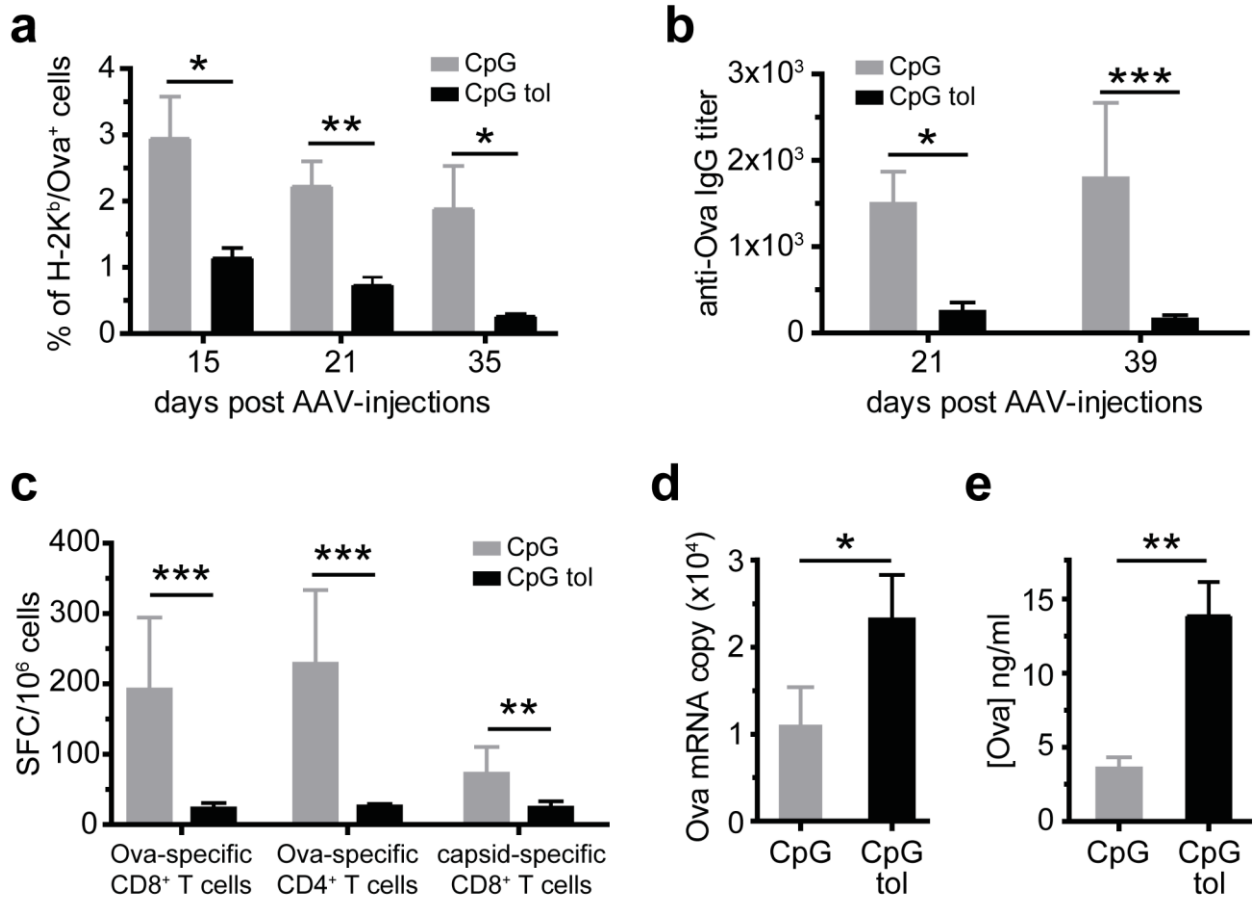 a
% of H-2Kᵇ/Ova⁺ cells
4
3
2
1
0
CpG
CpG tol
*
**
*
15 21 35
days post AAV-injections
b
anti-Ova IgG titer
3x10³
2x10³
1x10³
0
CpG
CpG tol
*
***
21 39
days post AAV-injections
c
SFC/10⁶ cells
400
300
200
100
0
CpG
CpG tol
***
***
**
Ova-specific
CD8⁺ T cells
Ova-specific
CD4⁺ T cells
capsid-specific
CD8⁺ T cells
d
Ova mRNA copy (x10⁴)
3
2
1
0
*
CpG
CpG
tol
e
[Ova] ng/ml
15
10
5
0
**
CpG
CpG
tol